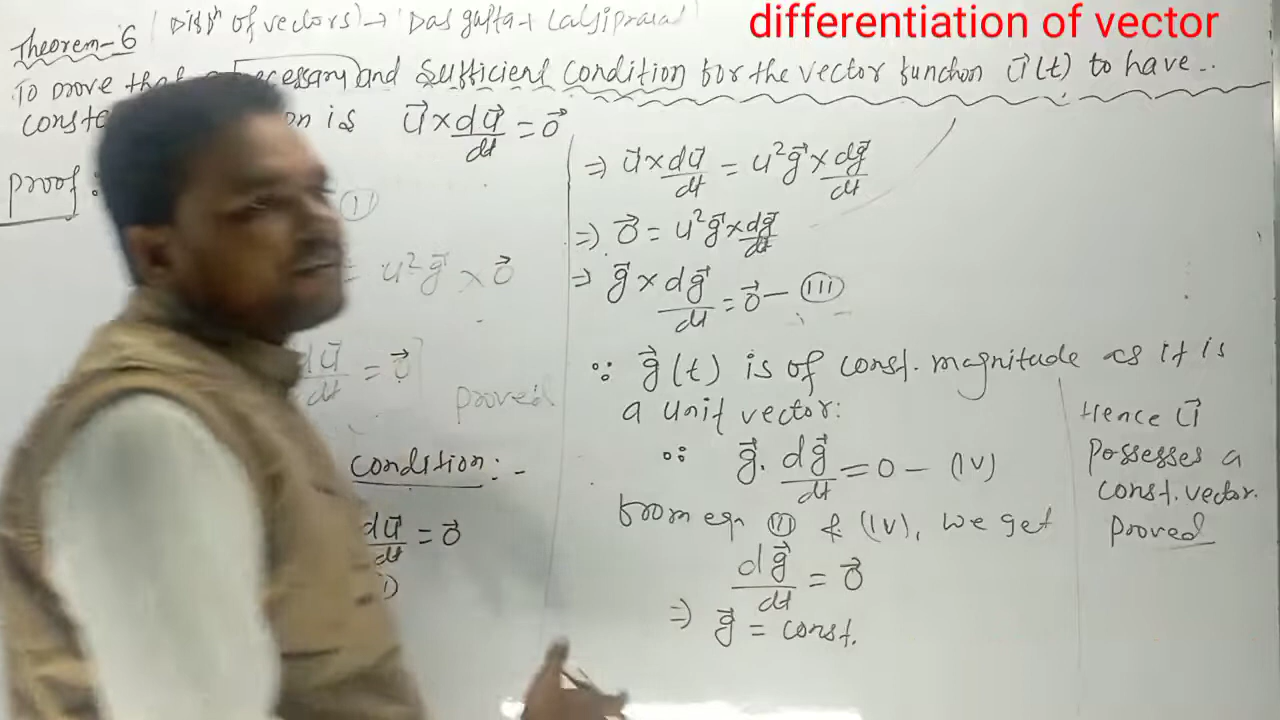 differentiation of vector
Theorem-6 (Diffn of vectors) → Das gupta + Lalji prasad
To prove that necessary and Sufficient Condition for the vector function u⃗(t) to have..
is u⃗ × du⃗/dt = 0⃗
Proof:
(I)
= u²g⃗ × 0⃗
du⃗/dt = 0⃗
proved
condition: -
du⃗/dt = 0⃗
⇒ u⃗ × du⃗/dt = u²g⃗ × dg⃗/dt
⇒ 0⃗ = u²g⃗ × dg⃗/dt
⇒ g⃗ × dg⃗/dt = 0⃗ — (III)
∵ g⃗(t) is of const. magnitude as it is
a unit vector:
∴ g⃗. dg⃗/dt = 0 — (IV)
from eqn (III) & (IV), we get
dg⃗/dt = 0⃗
⇒ g⃗ = const.
Hence u⃗
Possesses a
const. vector.
Proved